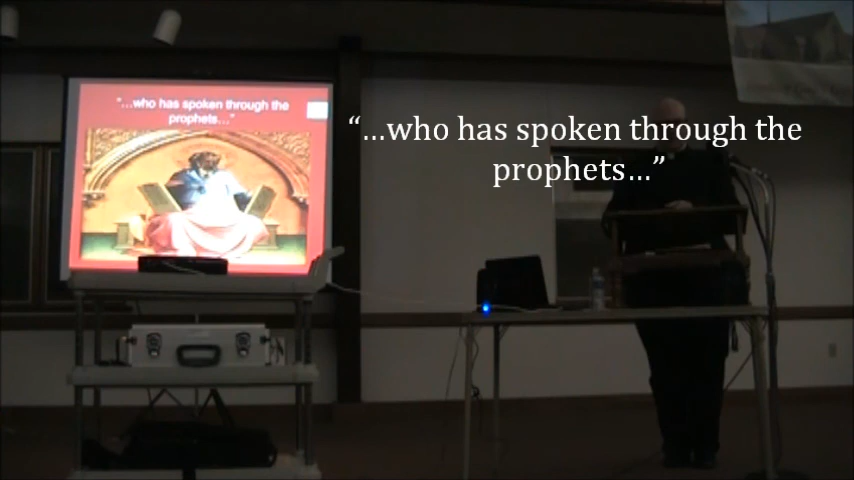 “...who has spoken through the
prophets...”
“...who has spoken through the
prophets...”